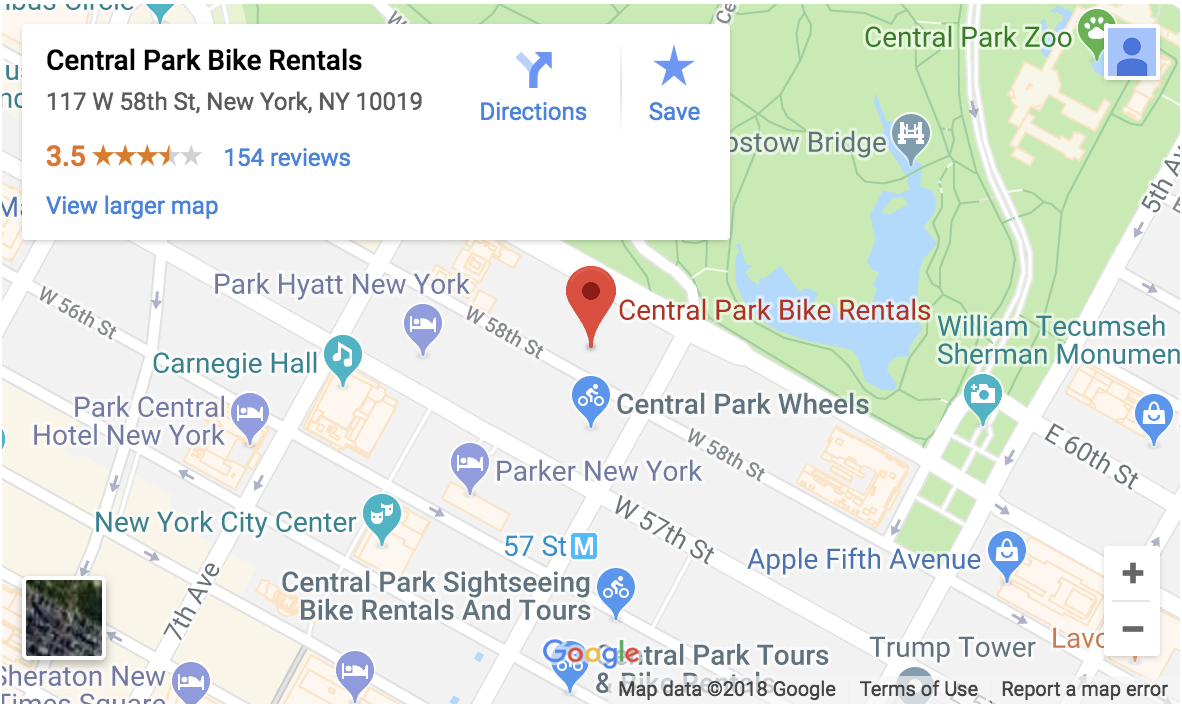 Circle
Central Park Bike Rentals
117 W 58th St, New York, NY 10019
3.5
154 reviews
View larger map
Directions
Save
Central Park Zoo
Bridge
5th Av
Park Hyatt New York
W 56th St
W 58th St
Central Park Bike Rentals
William Tecumseh
Sherman Monumen
Carnegie Hall
Park Central
Hotel New York
Central Park Wheels
W 58th St
E 60th St
Parker New York
New York City Center
W 57th St
57 St M
Apple Fifth Avenue
Central Park Sightseeing
Bike Rentals And Tours
7th Ave
Trump Tower
Lavo
Sheraton New
Times Square
Google
ntral Park Tours
& Bike Rentals
Map data ©2018 Google
Terms of Use
Report a map error